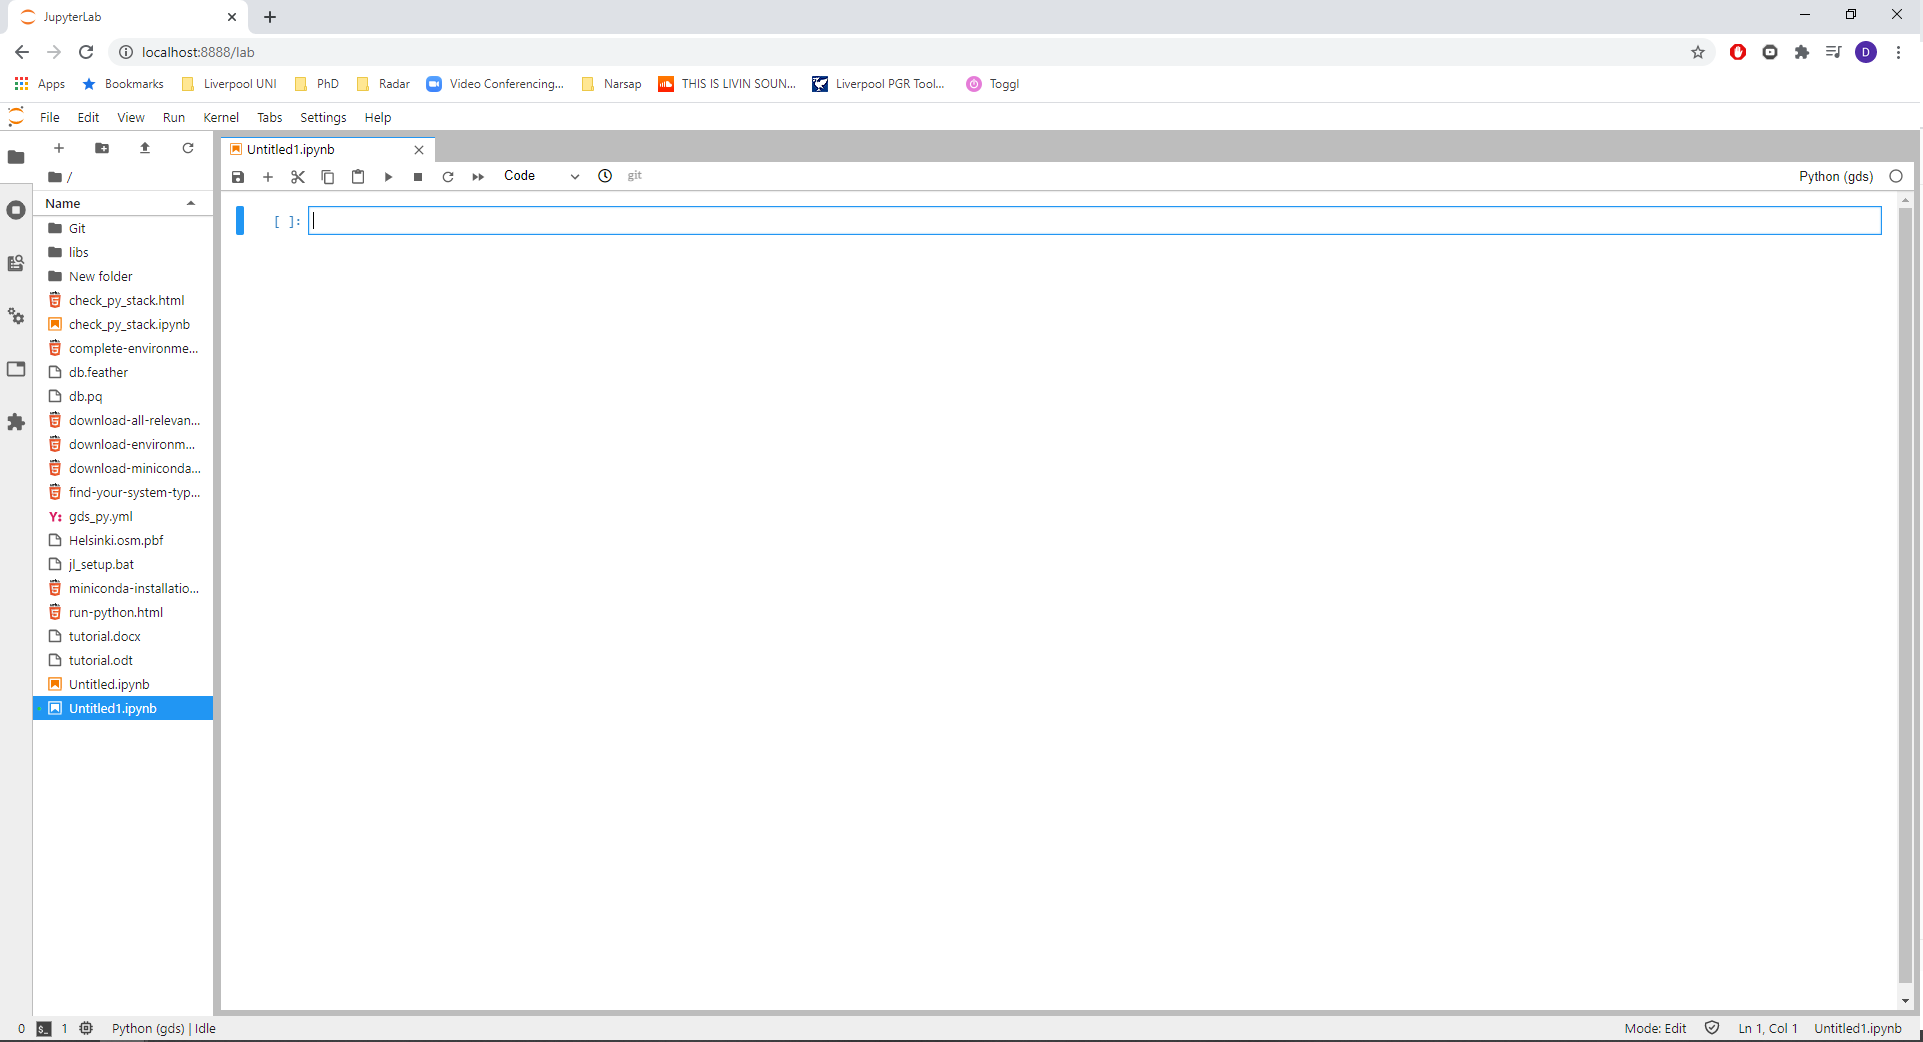 JupyterLab
localhost:8888/lab
Apps Bookmarks Liverpool UNI PhD Radar Video Conferencing... Narsap THIS IS LIVIN SOUN... Liverpool PGR Tool... Toggl
File Edit View Run Kernel Tabs Settings Help
Untitled1.ipynb
/
Code git Python (gds)
Name
[ ]:
Git
libs
New folder
check_py_stack.html
check_py_stack.ipynb
complete-environme...
db.feather
db.pq
download-all-relevan...
download-environm...
download-miniconda...
find-your-system-typ...
Y: gds_py.yml
Helsinki.osm.pbf
jl_setup.bat
miniconda-installatio...
run-python.html
tutorial.docx
tutorial.odt
Untitled.ipynb
Untitled1.ipynb
0 $_ 1 Python (gds) | Idle Mode: Edit Ln 1, Col 1 Untitled1.ipynb